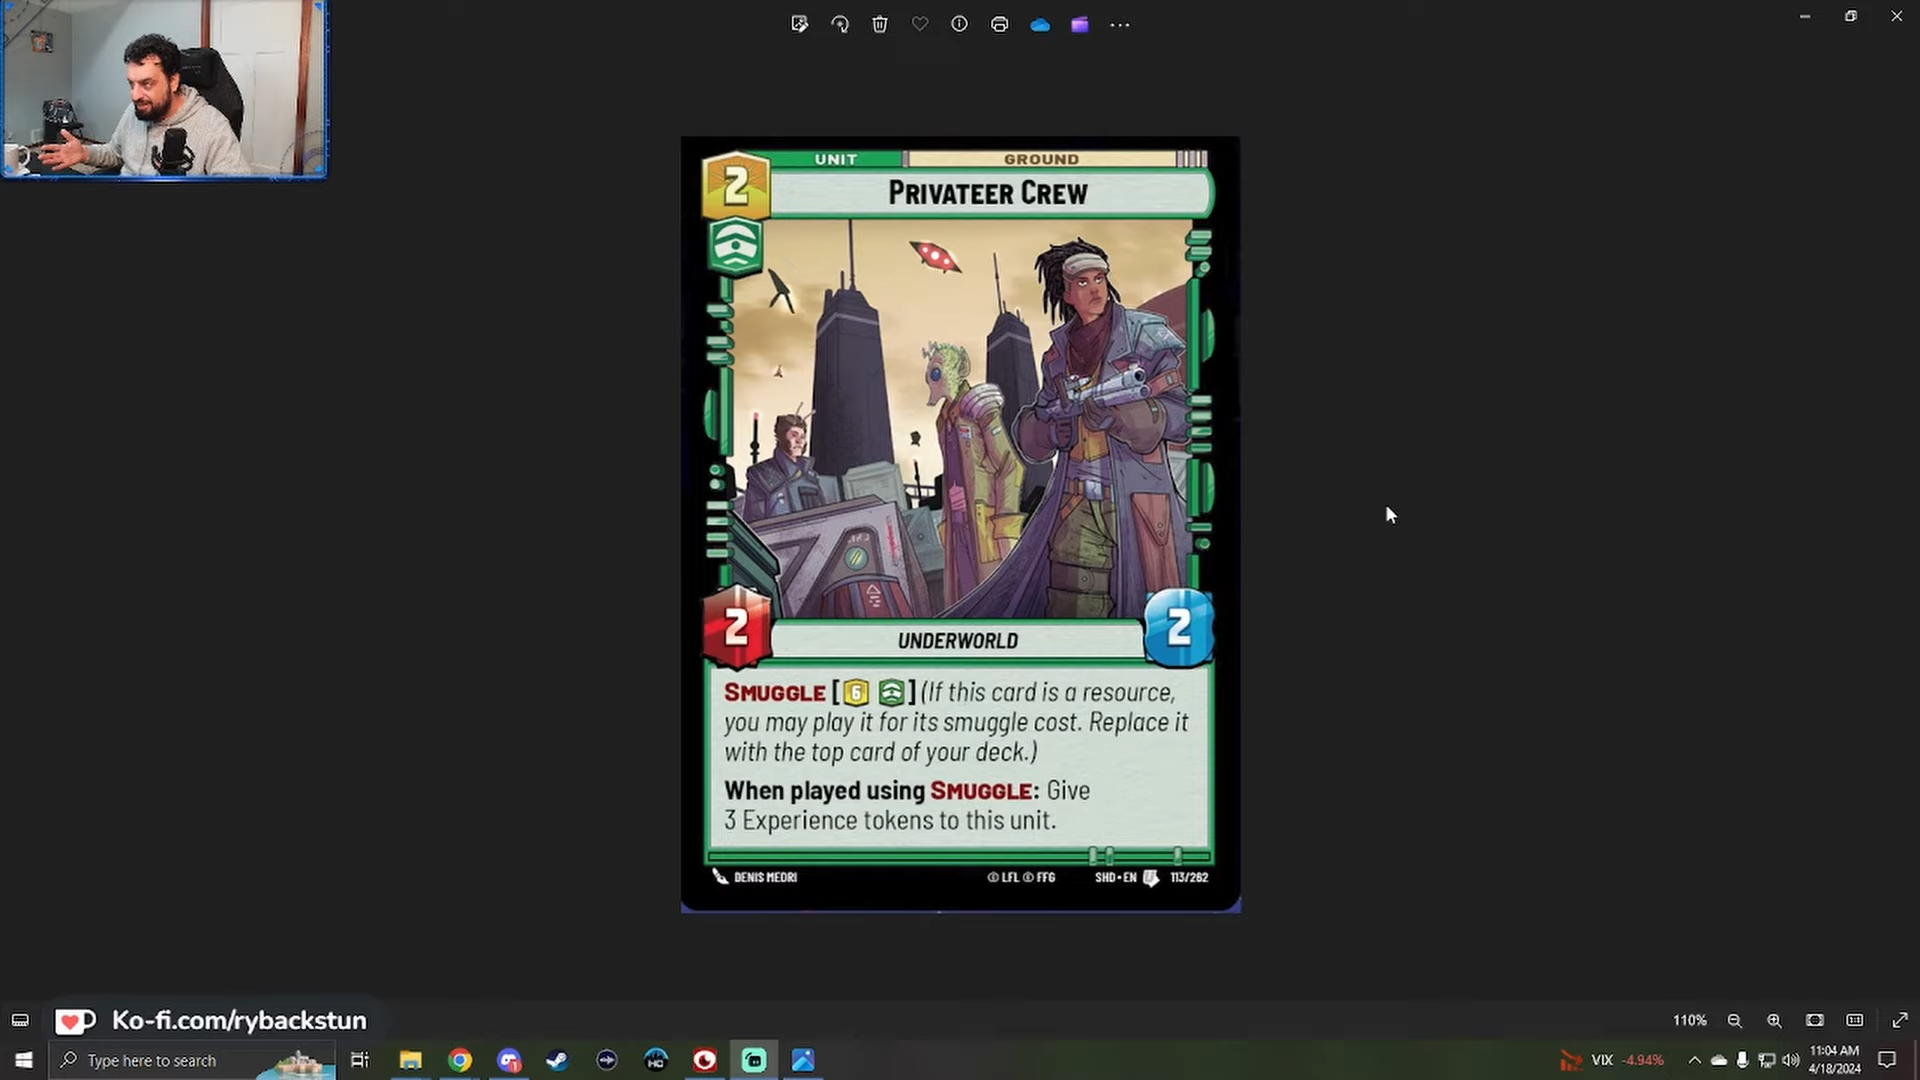 UNIT
GROUND
2
PRIVATEER CREW
2
UNDERWORLD
2
SMUGGLE [6] (If this card is a resource,
you may play it for its smuggle cost. Replace it
with the top card of your deck.)
When played using SMUGGLE: Give
3 Experience tokens to this unit.
DENIS MEDRI
LFL
FFG
SHD • EN
113/262
Ko-fi.com/rybackstun
110%
Type here to search
VIX -4.94%
11:04 AM
4/18/2024